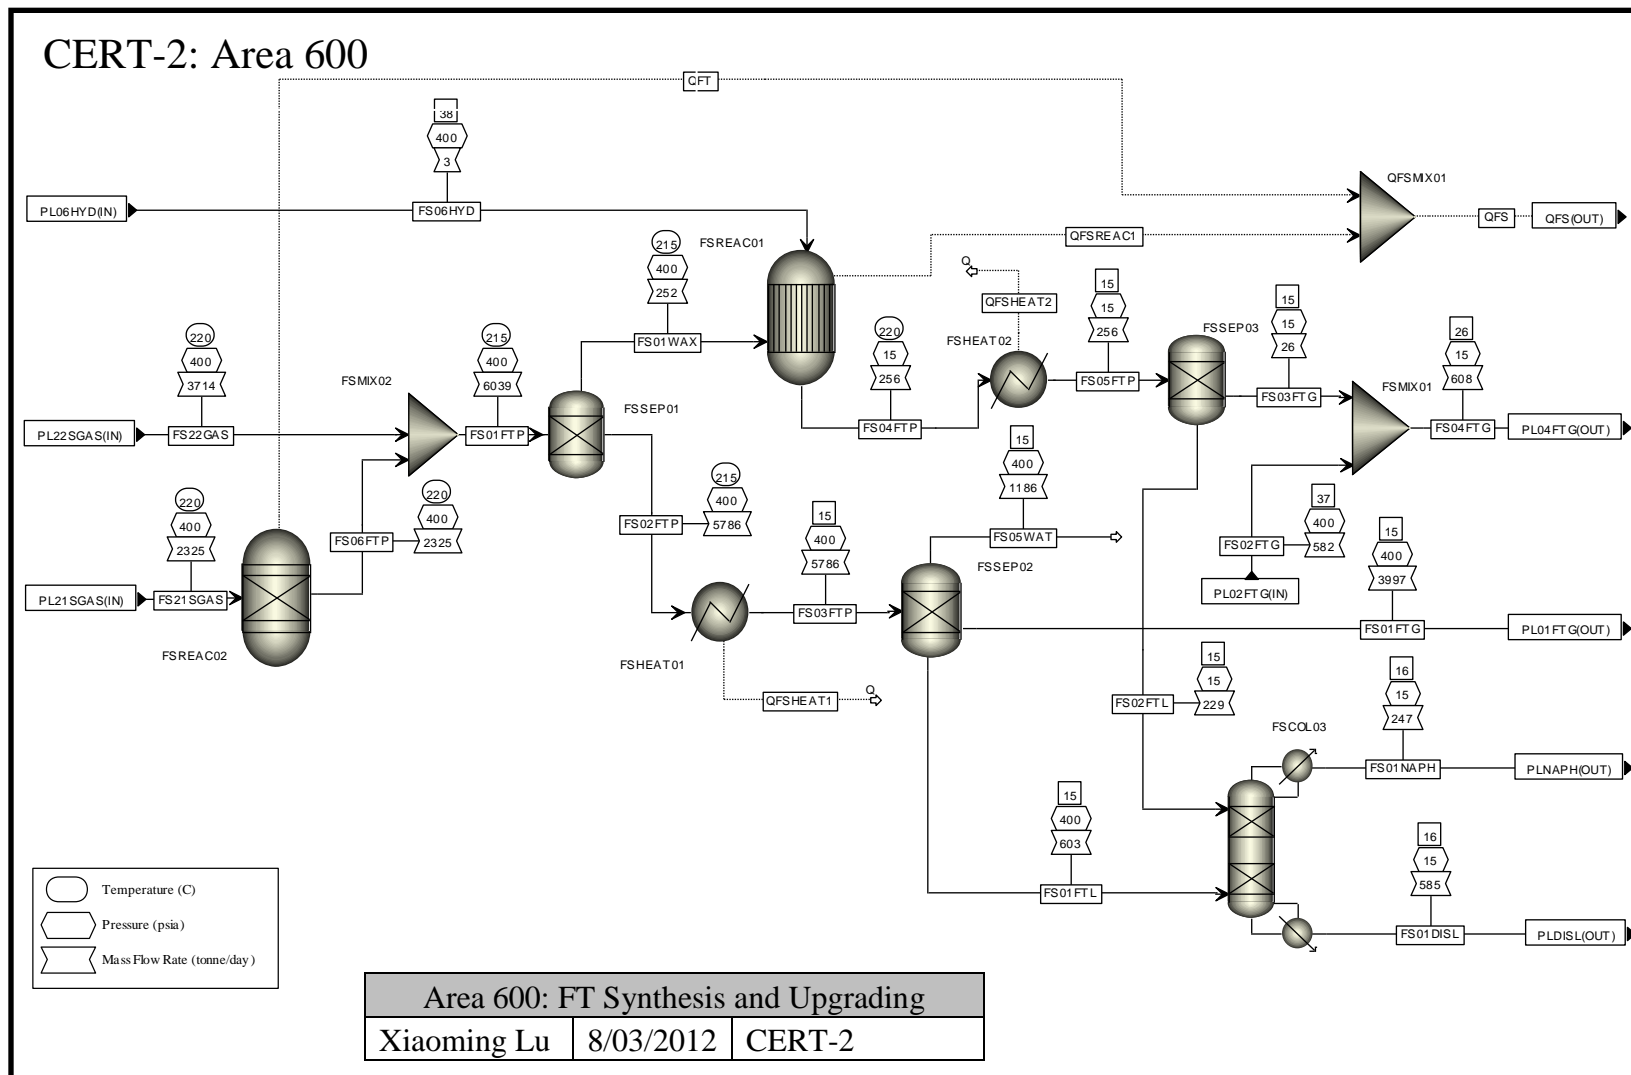 CERT-2: Area 600
QFT
38
400
3
PL06HYD(IN)
FS06HYD
QFSMIX01
QFS
QFS(OUT)
QFSREAC1
FSREAC01
215
400
252
FS01WAX
Q
QFSHEAT2
FSHEAT02
15
15
256
FS05FTP
FSSEP03
15
15
26
FS03FTG
FSMIX01
26
15
608
FS04FTG
PL04FTG(OUT)
220
15
256
FS04FTP
220
400
3714
PL22SGAS(IN)
FS22GAS
FSMIX02
215
400
6039
FS01FTP
FSSEP01
15
400
1186
FS05WAT
FSSEP02
37
400
582
FS02FTG
PL02FTG(IN)
215
400
5786
FS02FTP
220
400
2325
FS06FTP
220
400
2325
PL21SGAS(IN)
FS21SGAS
FSREAC02
15
400
5786
FS03FTP
FSHEAT01
QFSHEAT1
Q
15
400
3997
FS01FTG
PL01FTG(OUT)
15
15
229
FS02FTL
FSCOL03
16
15
247
FS01NAPH
PLNAPH(OUT)
15
400
603
FS01FTL
16
15
585
FS01DISL
PLDISL(OUT)
Temperature (C)
Pressure (psia)
Mass Flow Rate (tonne/day)
Area 600: FT Synthesis and Upgrading
Xiaoming Lu 8/03/2012 CERT-2